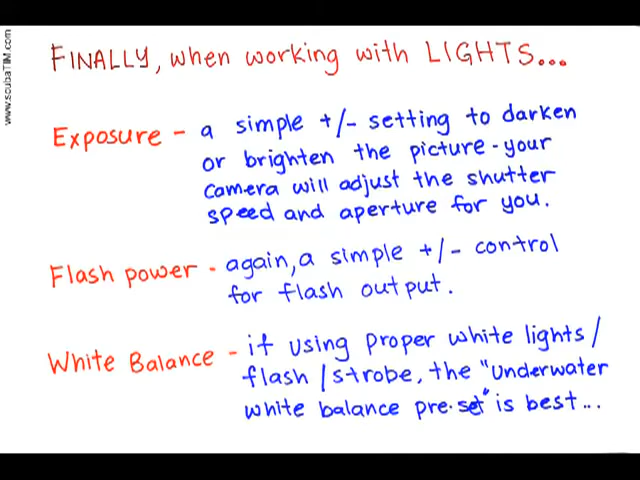 www.scubaTIM.com
FINALLY, when working with LIGHTS...
Exposure - a simple +/- setting to darken
or brighten the picture - your
camera will adjust the shutter
speed and aperture for you.
Flash power - again, a simple +/- control
for flash output.
White Balance - if using proper white lights/
flash/strobe, the "underwater
white balance pre-set" is best...